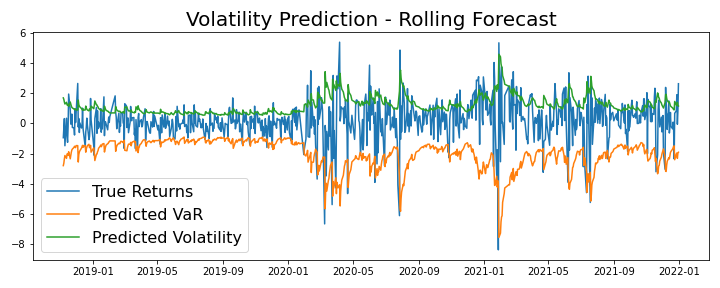 Volatility Prediction - Rolling Forecast
6
4
2
0
−2
−4
−6
−8
True Returns
Predicted VaR
Predicted Volatility
2019-01 2019-05 2019-09 2020-01 2020-05 2020-09 2021-01 2021-05 2021-09 2022-01